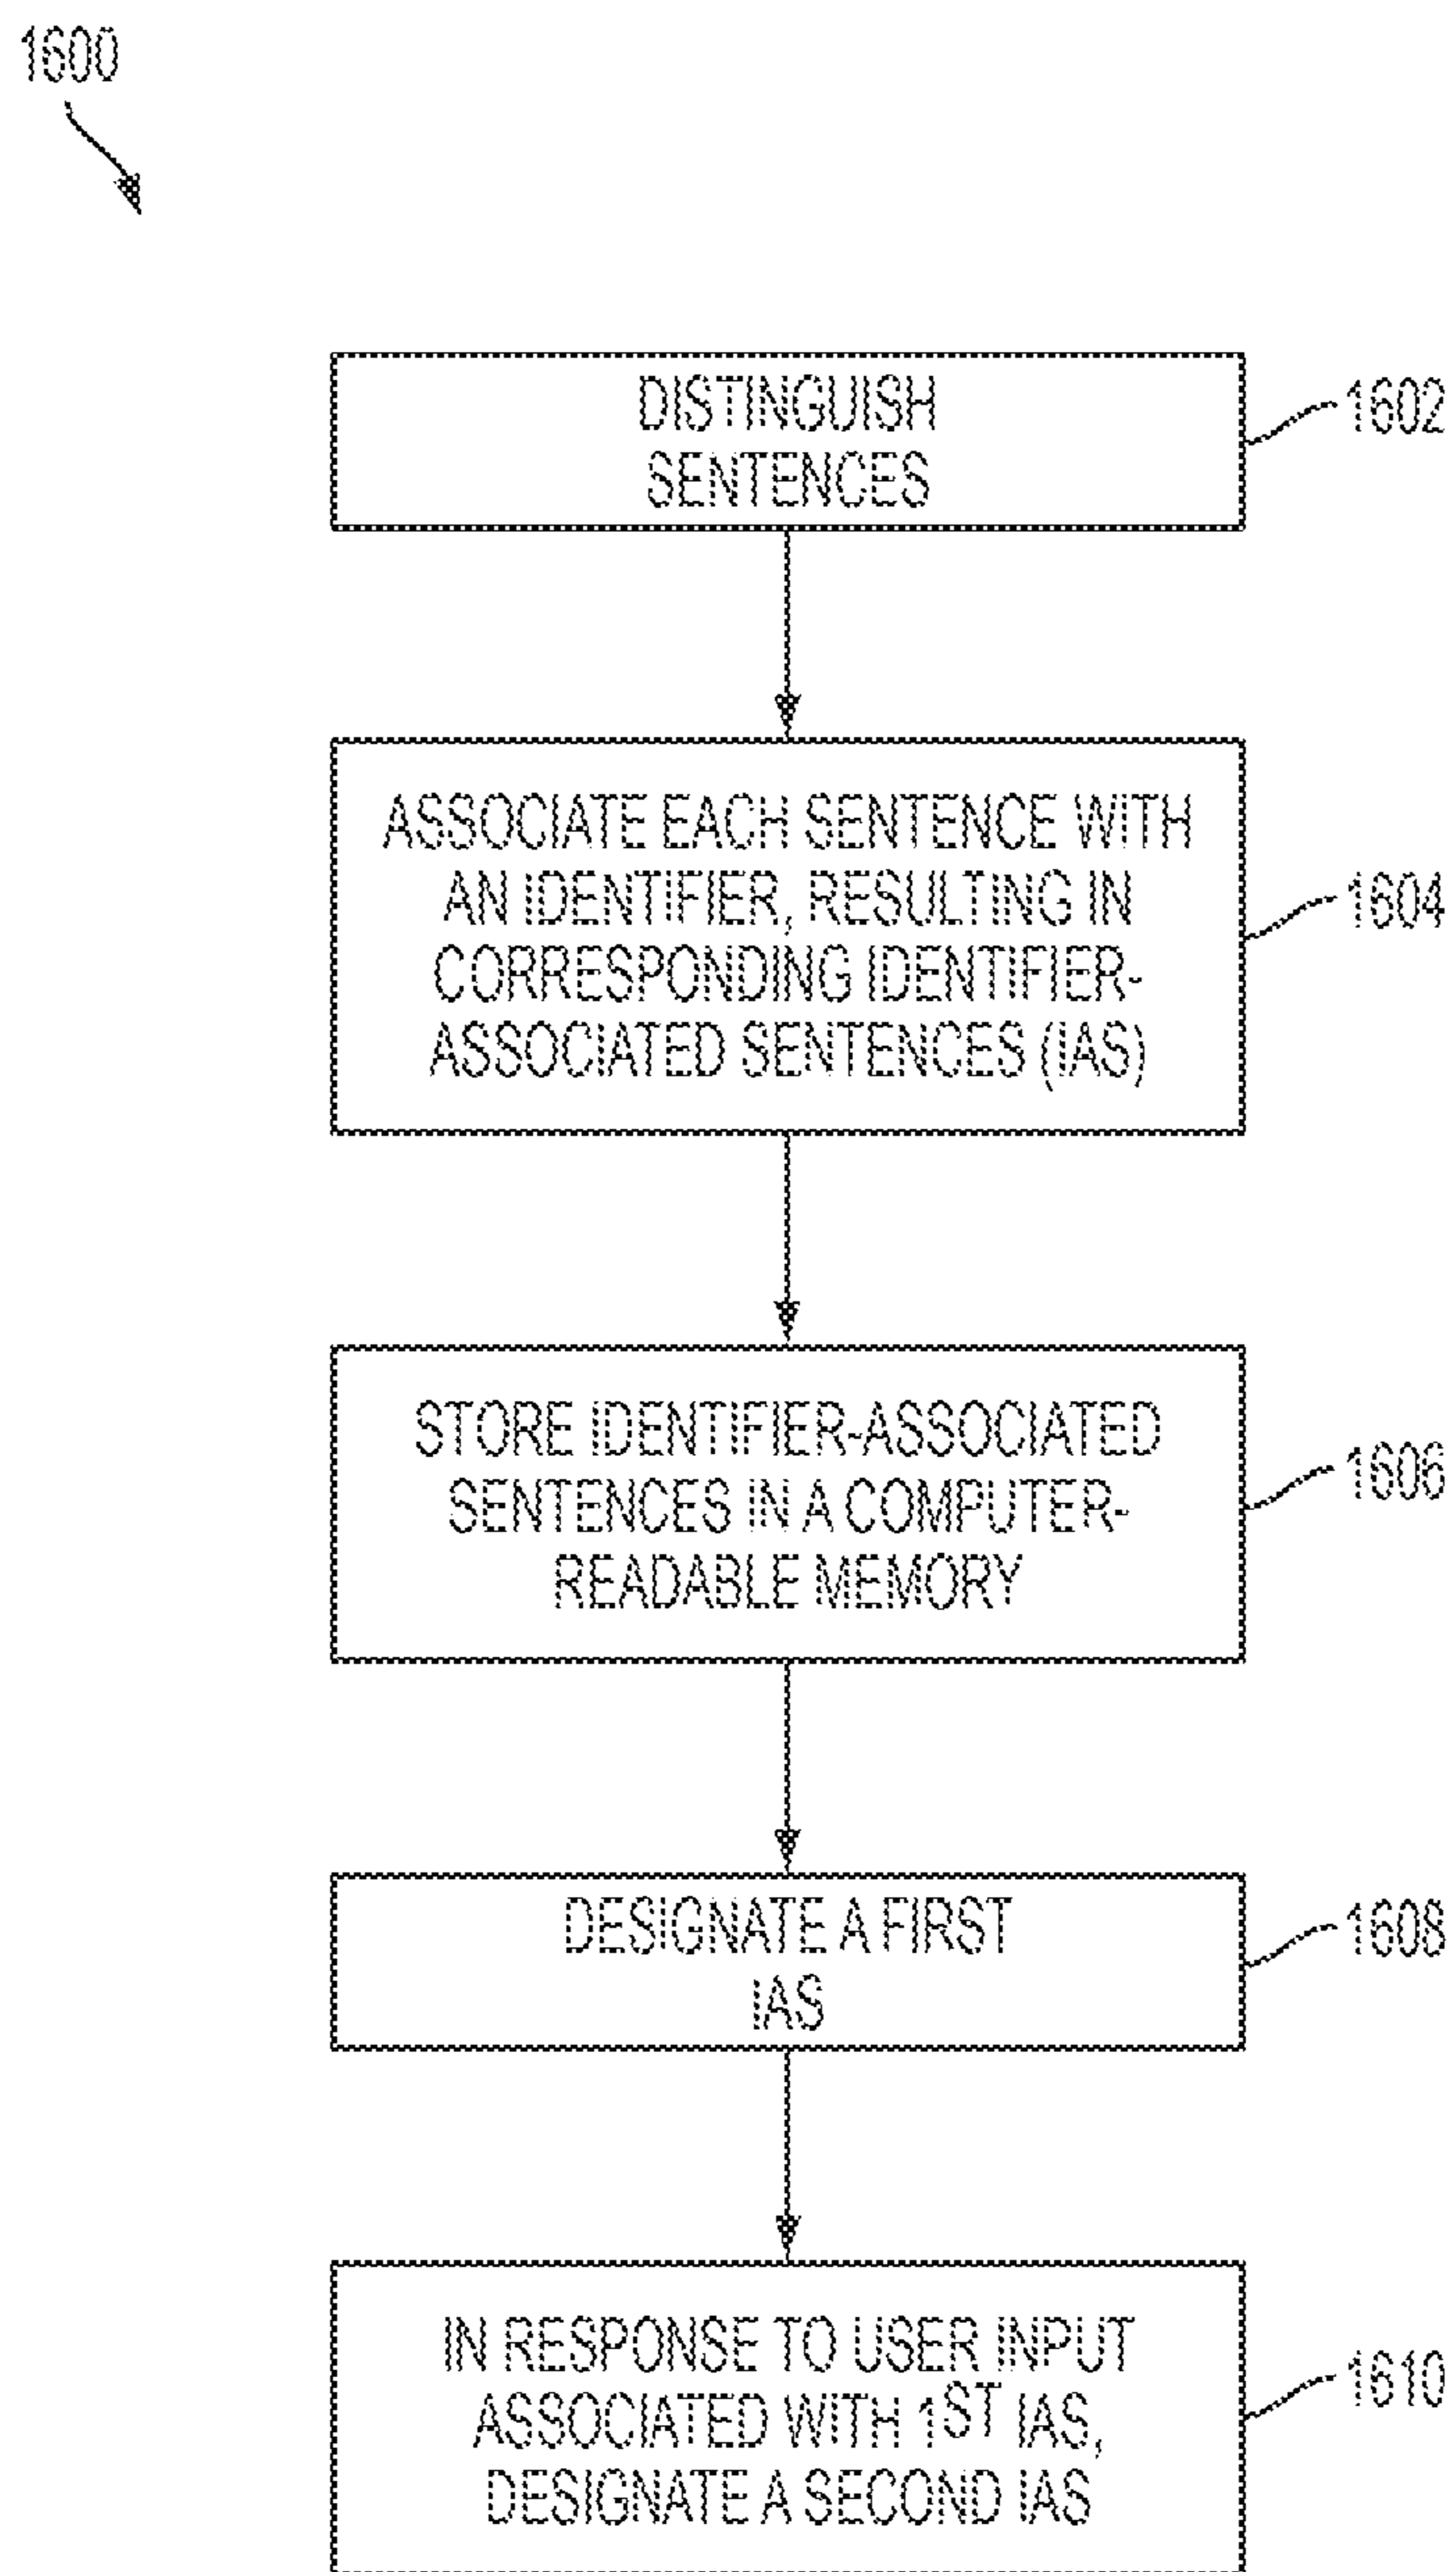 1600
DISTINGUISH
SENTENCES
1602
ASSOCIATE EACH SENTENCE WITH
AN IDENTIFIER, RESULTING IN
CORRESPONDING IDENTIFIER-
ASSOCIATED SENTENCES (IAS)
1604
STORE IDENTIFIER-ASSOCIATED
SENTENCES IN A COMPUTER-
READABLE MEMORY
1606
DESIGNATE A FIRST
IAS
1608
IN RESPONSE TO USER INPUT
ASSOCIATED WITH 1ST IAS,
DESIGNATE A SECOND IAS
1610